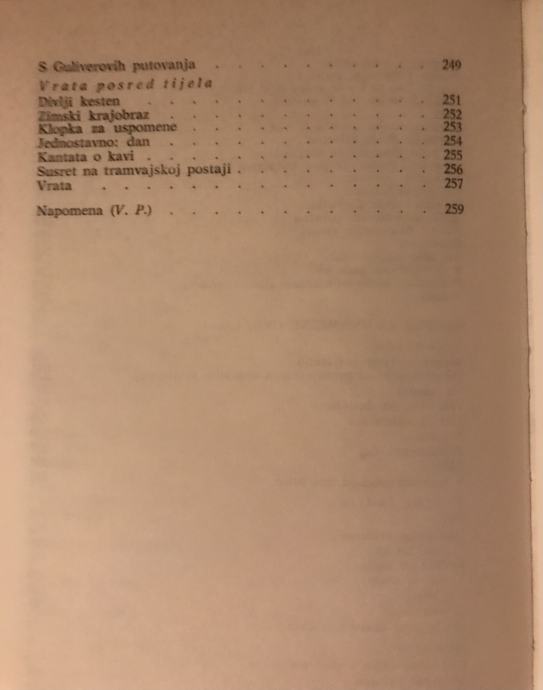 S Guliverovih putovanja . . . . . . . . . . 249
Vrata posred tijela
Divlji kesten . . . . . . . . . . . . . 251
Zimski krajobraz . . . . . . . . . . . . 252
Klopka za uspomene . . . . . . . . . . . 253
Jednostavno: dan . . . . . . . . . . . . 254
Kantata o kavi . . . . . . . . . . . . . 255
Susret na tramvajskoj postaji . . . . . . . . . 256
Vrata . . . . . . . . . . . . . . . 257
Napomena (V. P.) . . . . . . . . . . . . 259